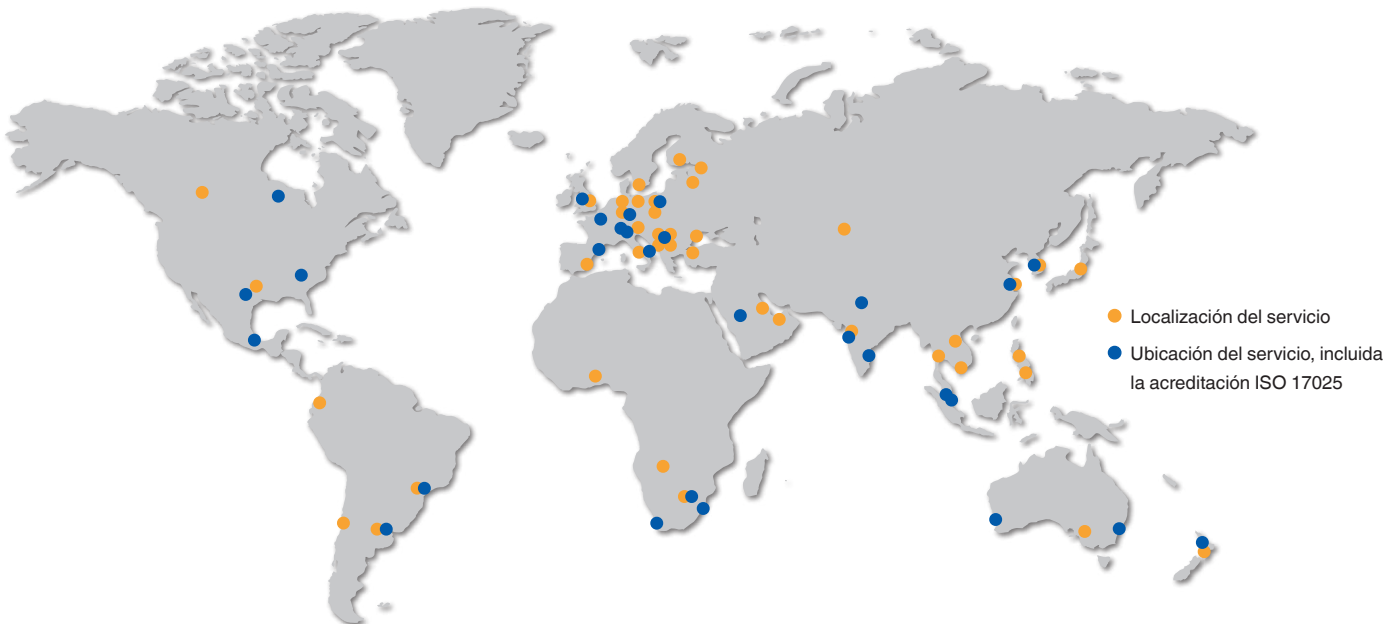 Localización del servicio
Ubicación del servicio, incluida
la acreditación ISO 17025